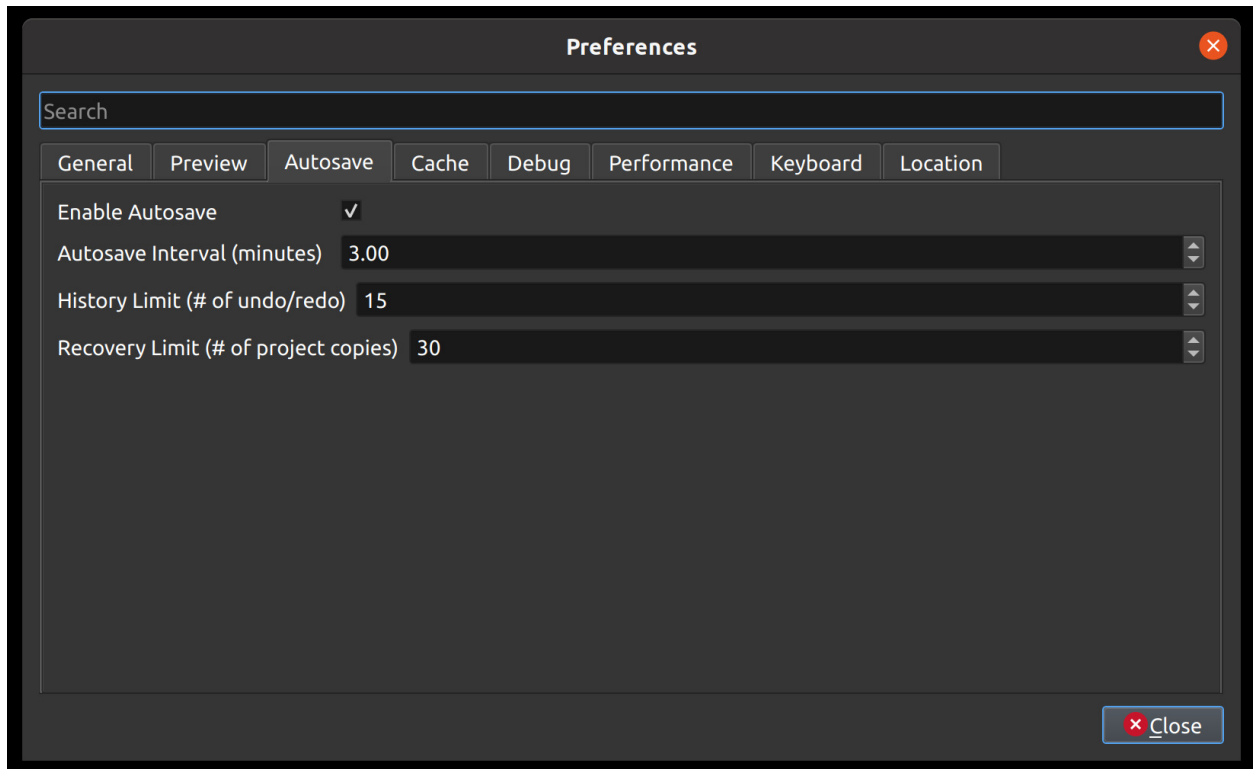 Preferences
Search
General Preview Autosave Cache Debug Performance Keyboard Location
Enable Autosave
Autosave Interval (minutes) 3.00
History Limit (# of undo/redo) 15
Recovery Limit (# of project copies) 30
Close